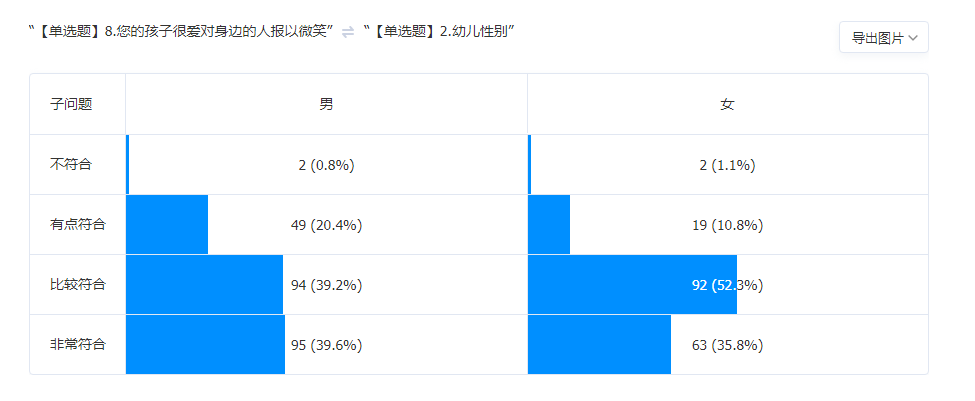 “【单选题】8.您的孩子很爱对身边的人报以微笑” ⇌ “【单选题】2.幼儿性别”
导出图片
子问题 男 女
不符合 2 (0.8%) 2 (1.1%)
有点符合 49 (20.4%) 19 (10.8%)
比较符合 94 (39.2%) 92 (52.3%)
非常符合 95 (39.6%) 63 (35.8%)